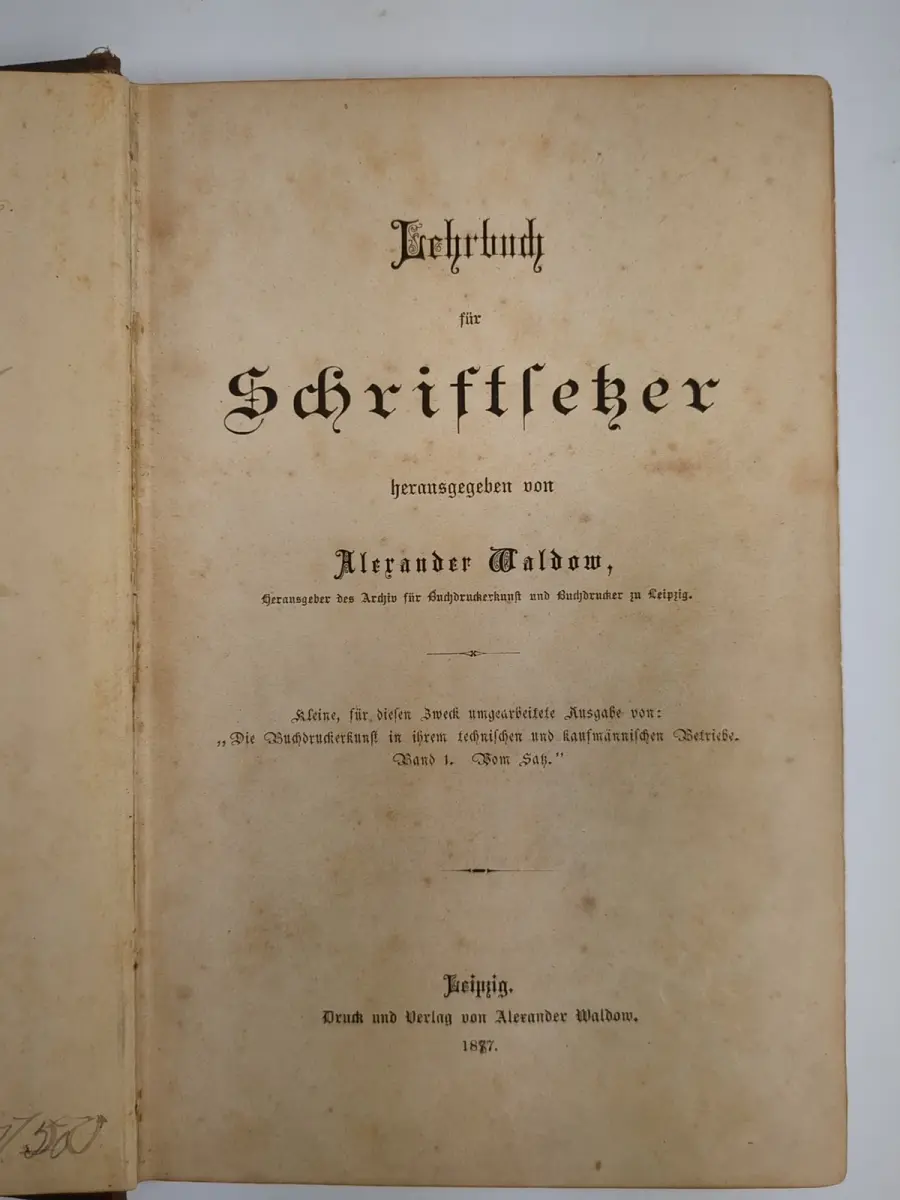 Lehrbuch
für
Schriftsetzer
herausgegeben von
Alexander Waldow,
Herausgeber des Archiv für Buchdruckerkunst und Buchdrucker zu Leipzig.
Kleine, für diesen Zweck umgearbeitete Ausgabe von:
„Die Buchdruckerkunst in ihrem technischen und kaufmännischen Betriebe.
Band 1. Vom Satz.”
Leipzig.
Druck und Verlag von Alexander Waldow.
1877.